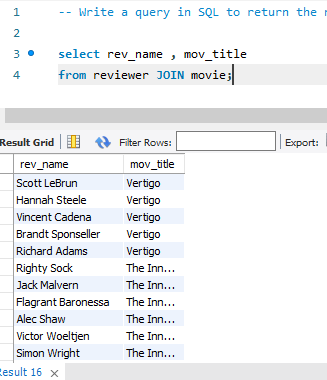 1 -- Write a query in SQL to return the r
2
3 select rev_name , mov_title
4 from reviewer JOIN movie;
Result Grid Filter Rows: Export:
rev_name mov_title
Scott LeBrun Vertigo
Hannah Steele Vertigo
Vincent Cadena Vertigo
Brandt Sponseller Vertigo
Richard Adams Vertigo
Righty Sock The Inn...
Jack Malvern The Inn...
Flagrant Baronessa The Inn...
Alec Shaw The Inn...
Victor Woeltjen The Inn...
Simon Wright The Inn...
Result 16 ×